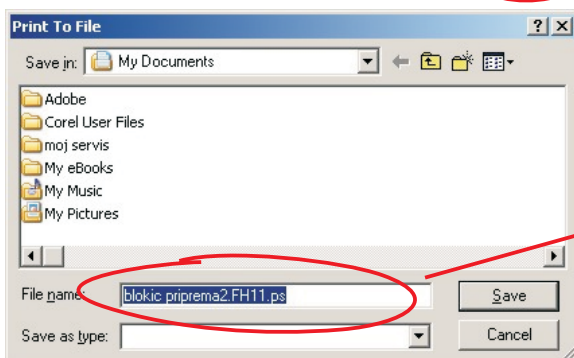 Print To File
Save in: My Documents
Adobe
Corel User Files
moj servis
My eBooks
My Music
My Pictures
File name: blokic priprema2.FH11.ps
Save
Save as type:
Cancel